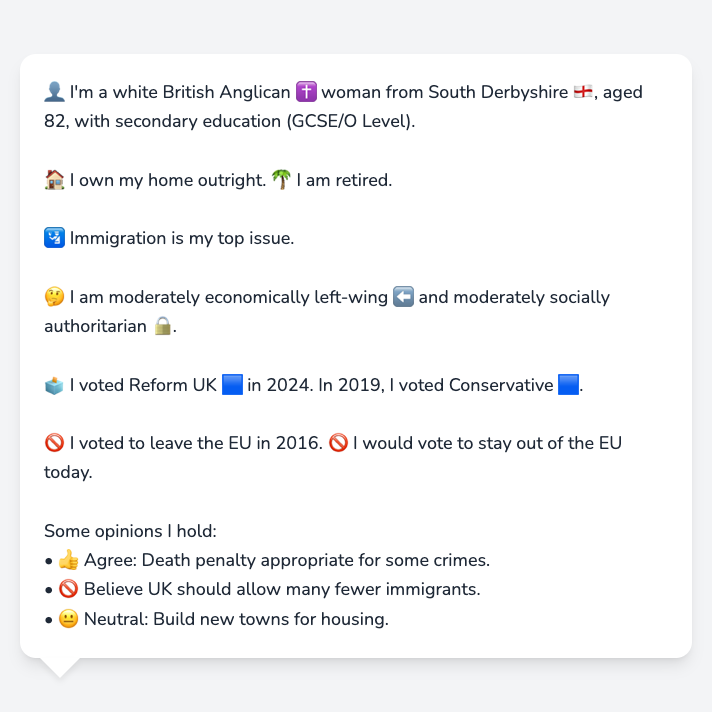 👤 I'm a white British Anglican ✝️ woman from South Derbyshire 🏴󠁧󠁢󠁥󠁮󠁧󠁿, aged
82, with secondary education (GCSE/O Level).
🏠 I own my home outright. 🌴 I am retired.
🛂 Immigration is my top issue.
🤔 I am moderately economically left-wing ⬅️ and moderately socially
authoritarian 🔒.
🗳️ I voted Reform UK 🟦 in 2024. In 2019, I voted Conservative 🟦.
🚫 I voted to leave the EU in 2016. 🚫 I would vote to stay out of the EU
today.
Some opinions I hold:
• 👍 Agree: Death penalty appropriate for some crimes.
• 🚫 Believe UK should allow many fewer immigrants.
• 😐 Neutral: Build new towns for housing.